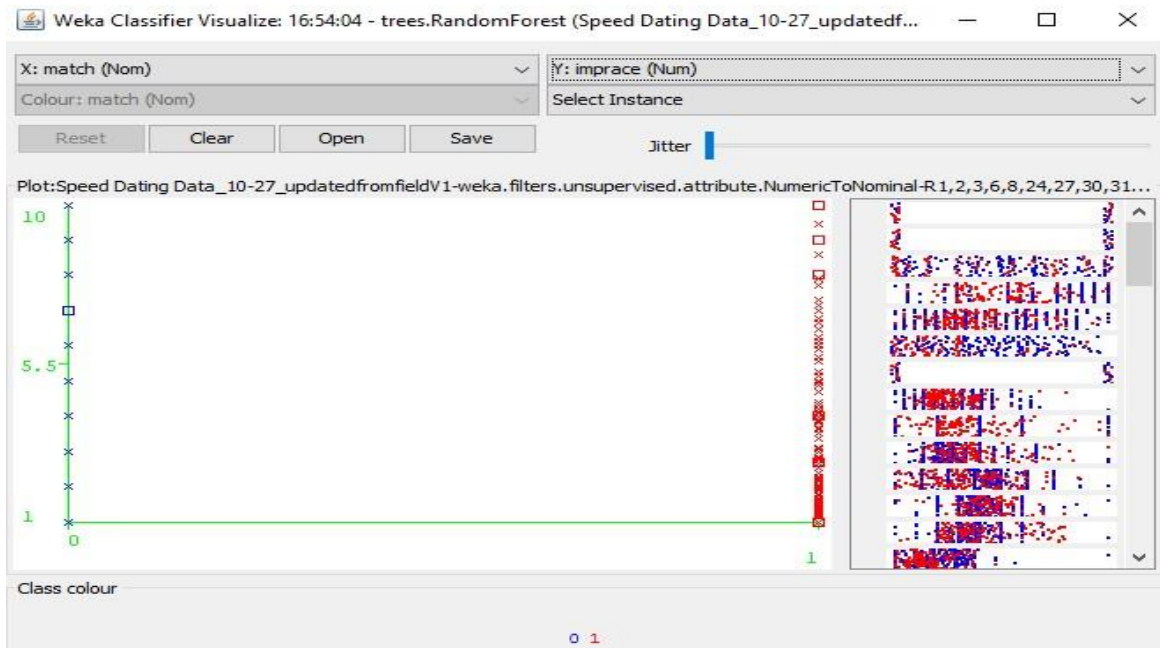 Weka Classifier Visualize: 16:54:04 - trees.RandomForest (Speed Dating Data_10-27_updatedf...
X: match (Nom) Y: imprace (Num)
Colour: match (Nom) Select Instance
Reset Clear Open Save Jitter
Plot:Speed Dating Data_10-27_updatedfromfieldV1-weka.filters.unsupervised.attribute.NumericToNominal-R1,2,3,6,8,24,27,30,31...
10
5.5
1
0 1
Class colour
0 1